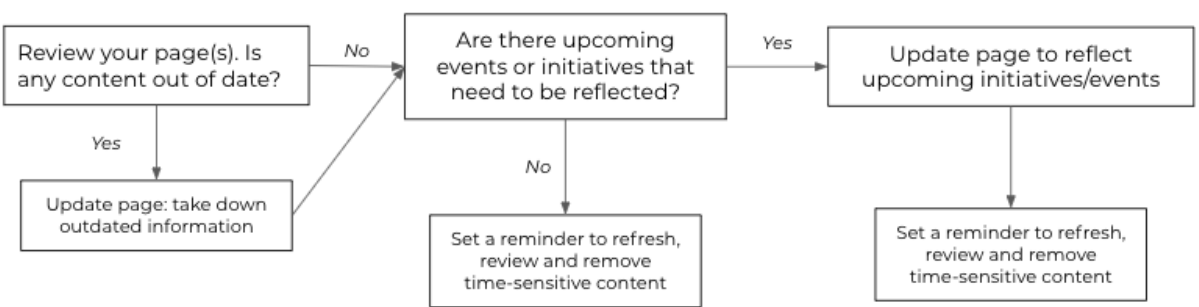 Review your page(s). Is
any content out of date?
No
Yes
Update page: take down
outdated information
Are there upcoming
events or initiatives that
need to be reflected?
Yes
No
Set a reminder to refresh,
review and remove
time-sensitive content
Update page to reflect
upcoming initiatives/events
Set a reminder to refresh,
review and remove
time-sensitive content